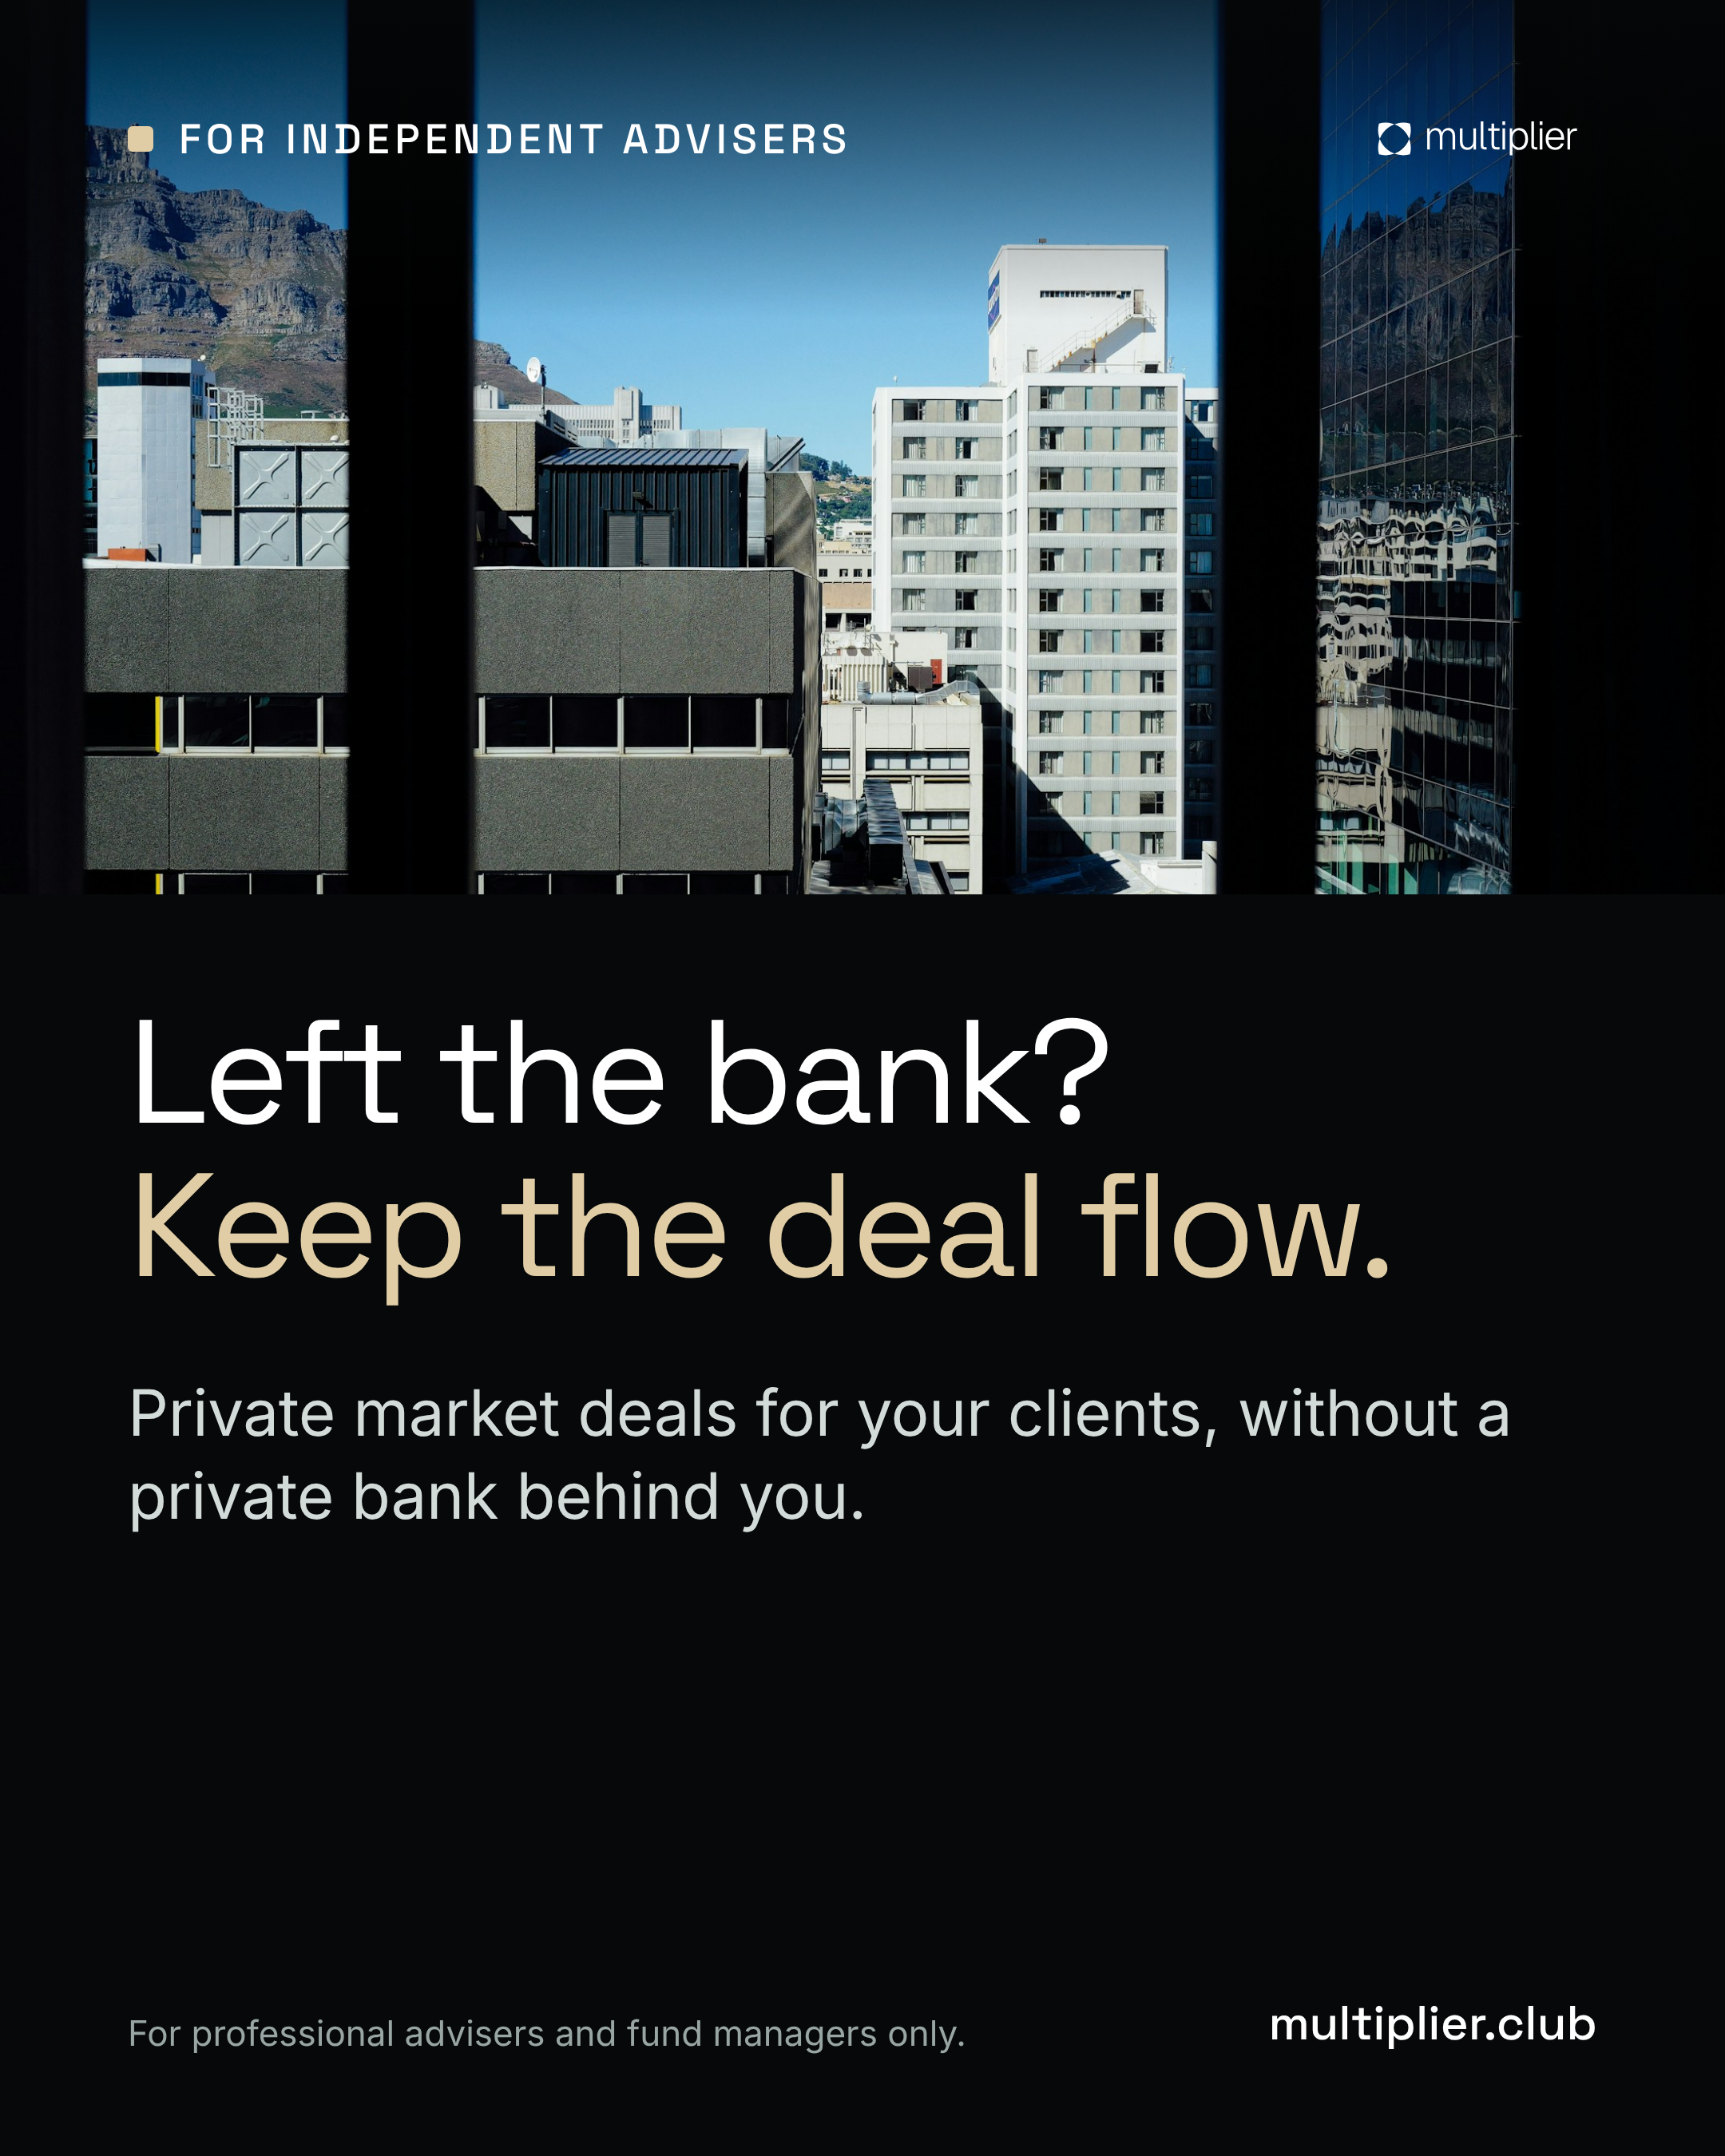 FOR INDEPENDENT ADVISERS
multiplier
Left the bank?
Keep the deal flow.
Private market deals for your clients, without a
private bank behind you.
For professional advisers and fund managers only.
multiplier.club